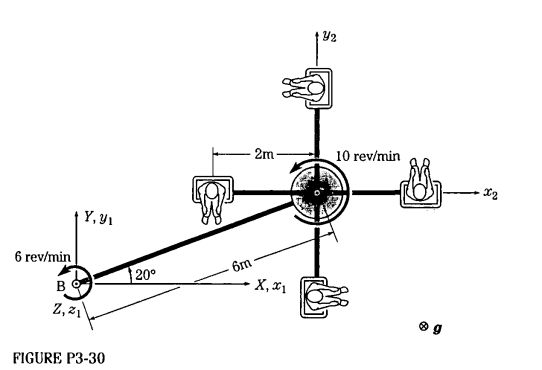 y₂
2m
10 rev/min
x₂
Y, y₁
6 rev/min
20°
6m
B
X, x₁
Z, z₁
⊗ g
FIGURE P3-30